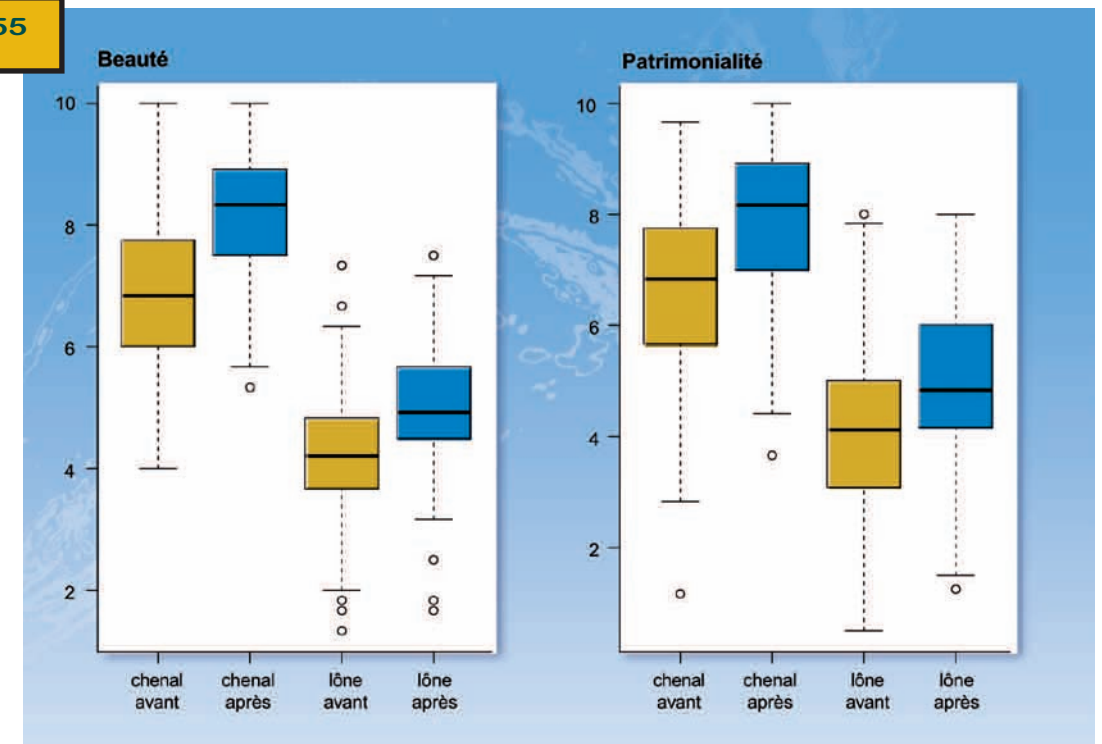 55
Beauté
10
8
6
4
2
chenal avant
chenal après
lône avant
lône après
Patrimonialité
10
8
6
4
2
chenal avant
chenal après
lône avant
lône après